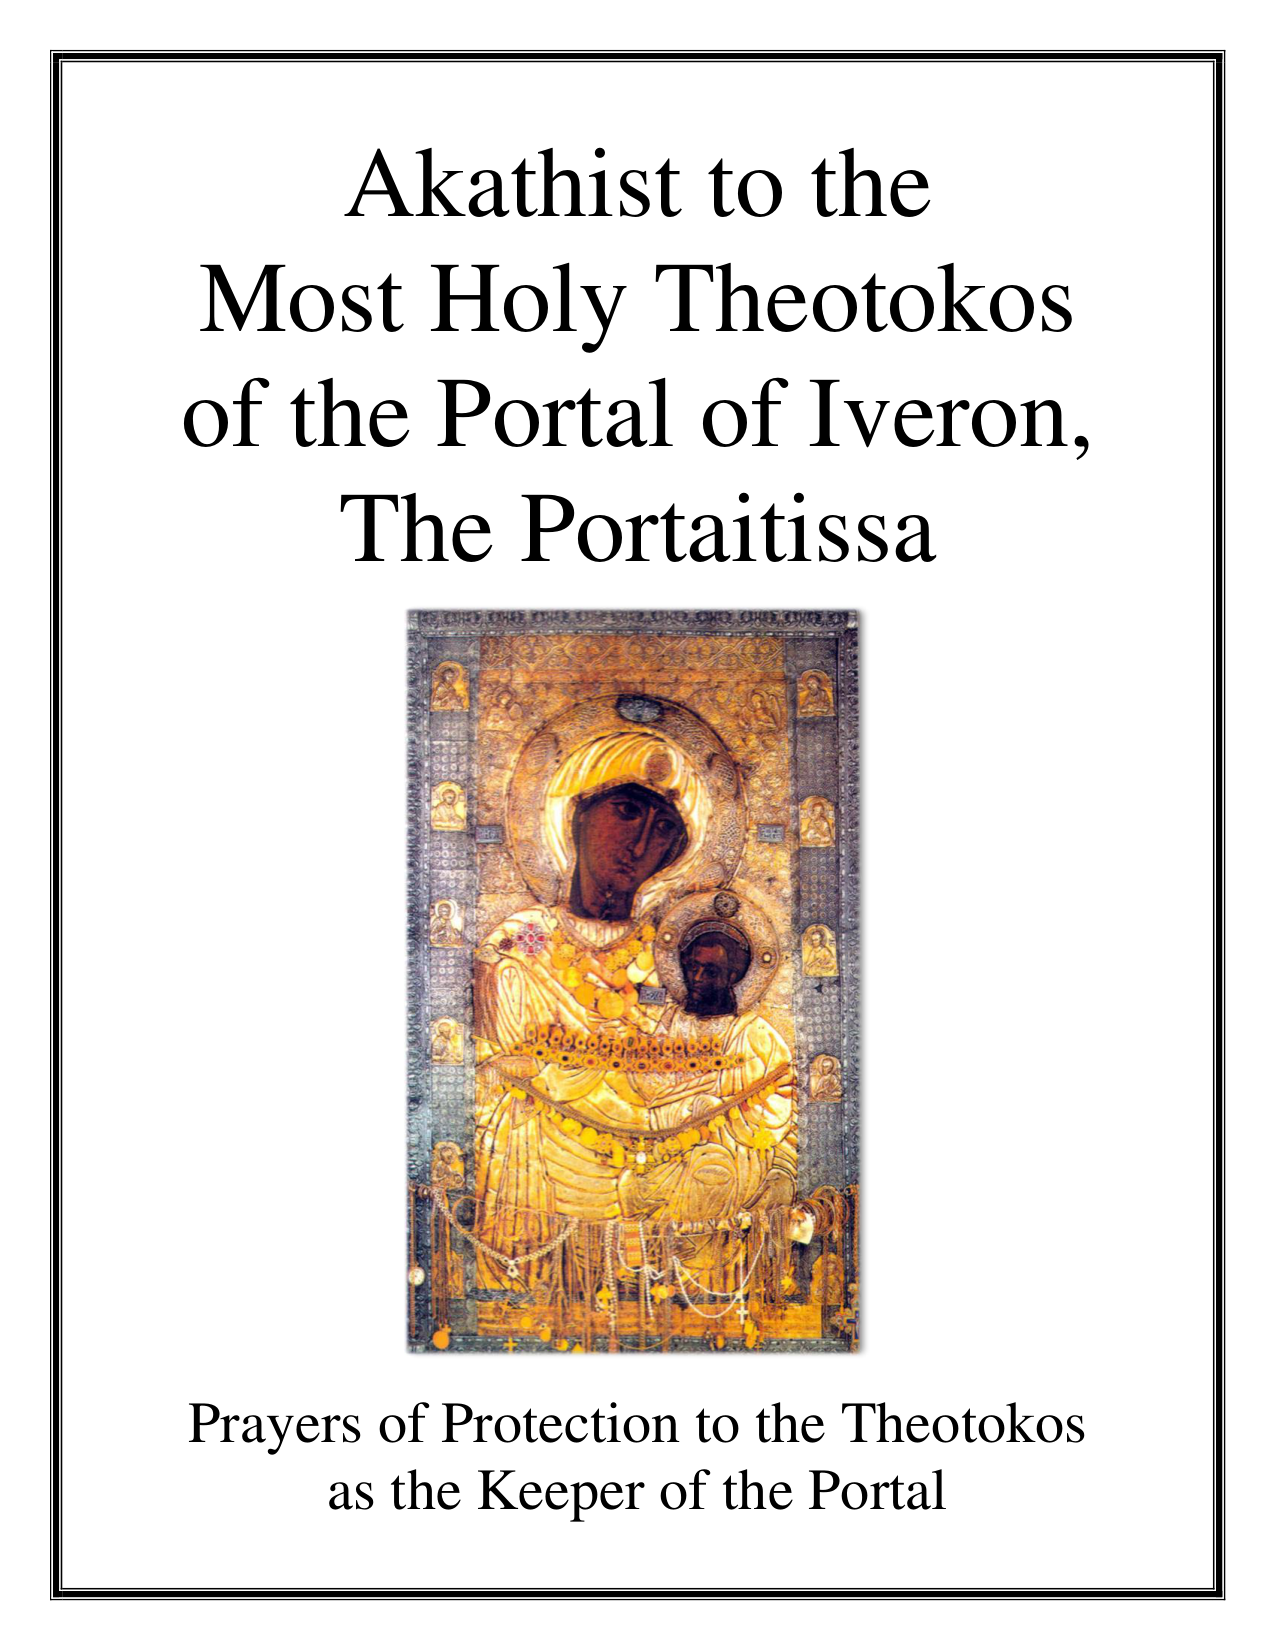 Akathist to the
Most Holy Theotokos
of the Portal of Iveron,
The Portaitissa
Prayers of Protection to the Theotokos
as the Keeper of the Portal